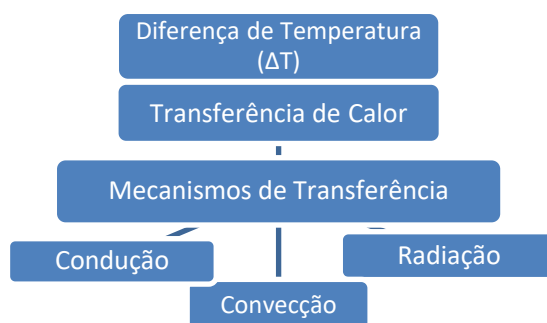 Diferença de Temperatura
(ΔT)
Transferência de Calor
Mecanismos de Transferência
Condução
Radiação
Convecção